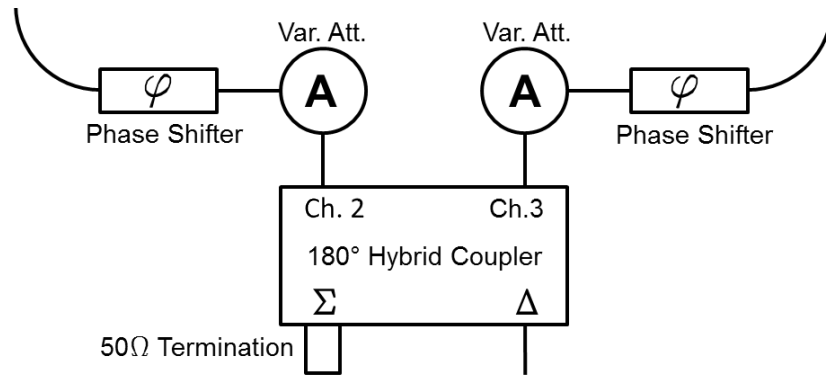 Var. Att.
Var. Att.
φ
A
A
φ
Phase Shifter
Phase Shifter
Ch. 2
Ch.3
180° Hybrid Coupler
Σ
Δ
50Ω Termination